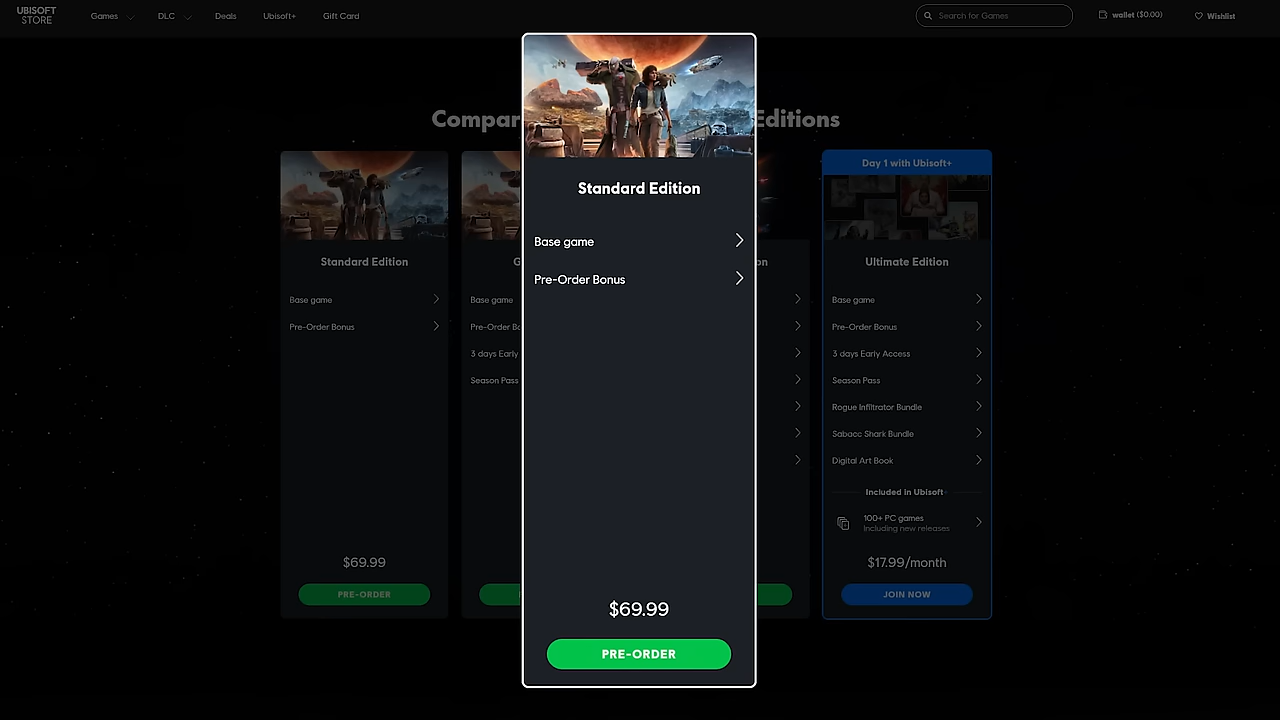 UBISOFT
STORE
Games
DLC
Deals
Ubisoft+
Gift Card
Search for Games
wallet ($0.00)
Wishlist
Compar
Editions
Standard Edition
Base game
Pre-Order Bonus
$69.99
PRE-ORDER
Base game
3 days Early
Season Pass
Standard Edition
Base game
Pre-Order Bonus
$69.99
PRE-ORDER
Day 1 with Ubisoft+
Ultimate Edition
Base game
Pre-Order Bonus
3 days Early Access
Season Pass
Rogue Infiltrator Bundle
Sabacc Shark Bundle
Digital Art Book
Included in Ubisoft
100+ PC games
Including new releases
$17.99/month
JOIN NOW